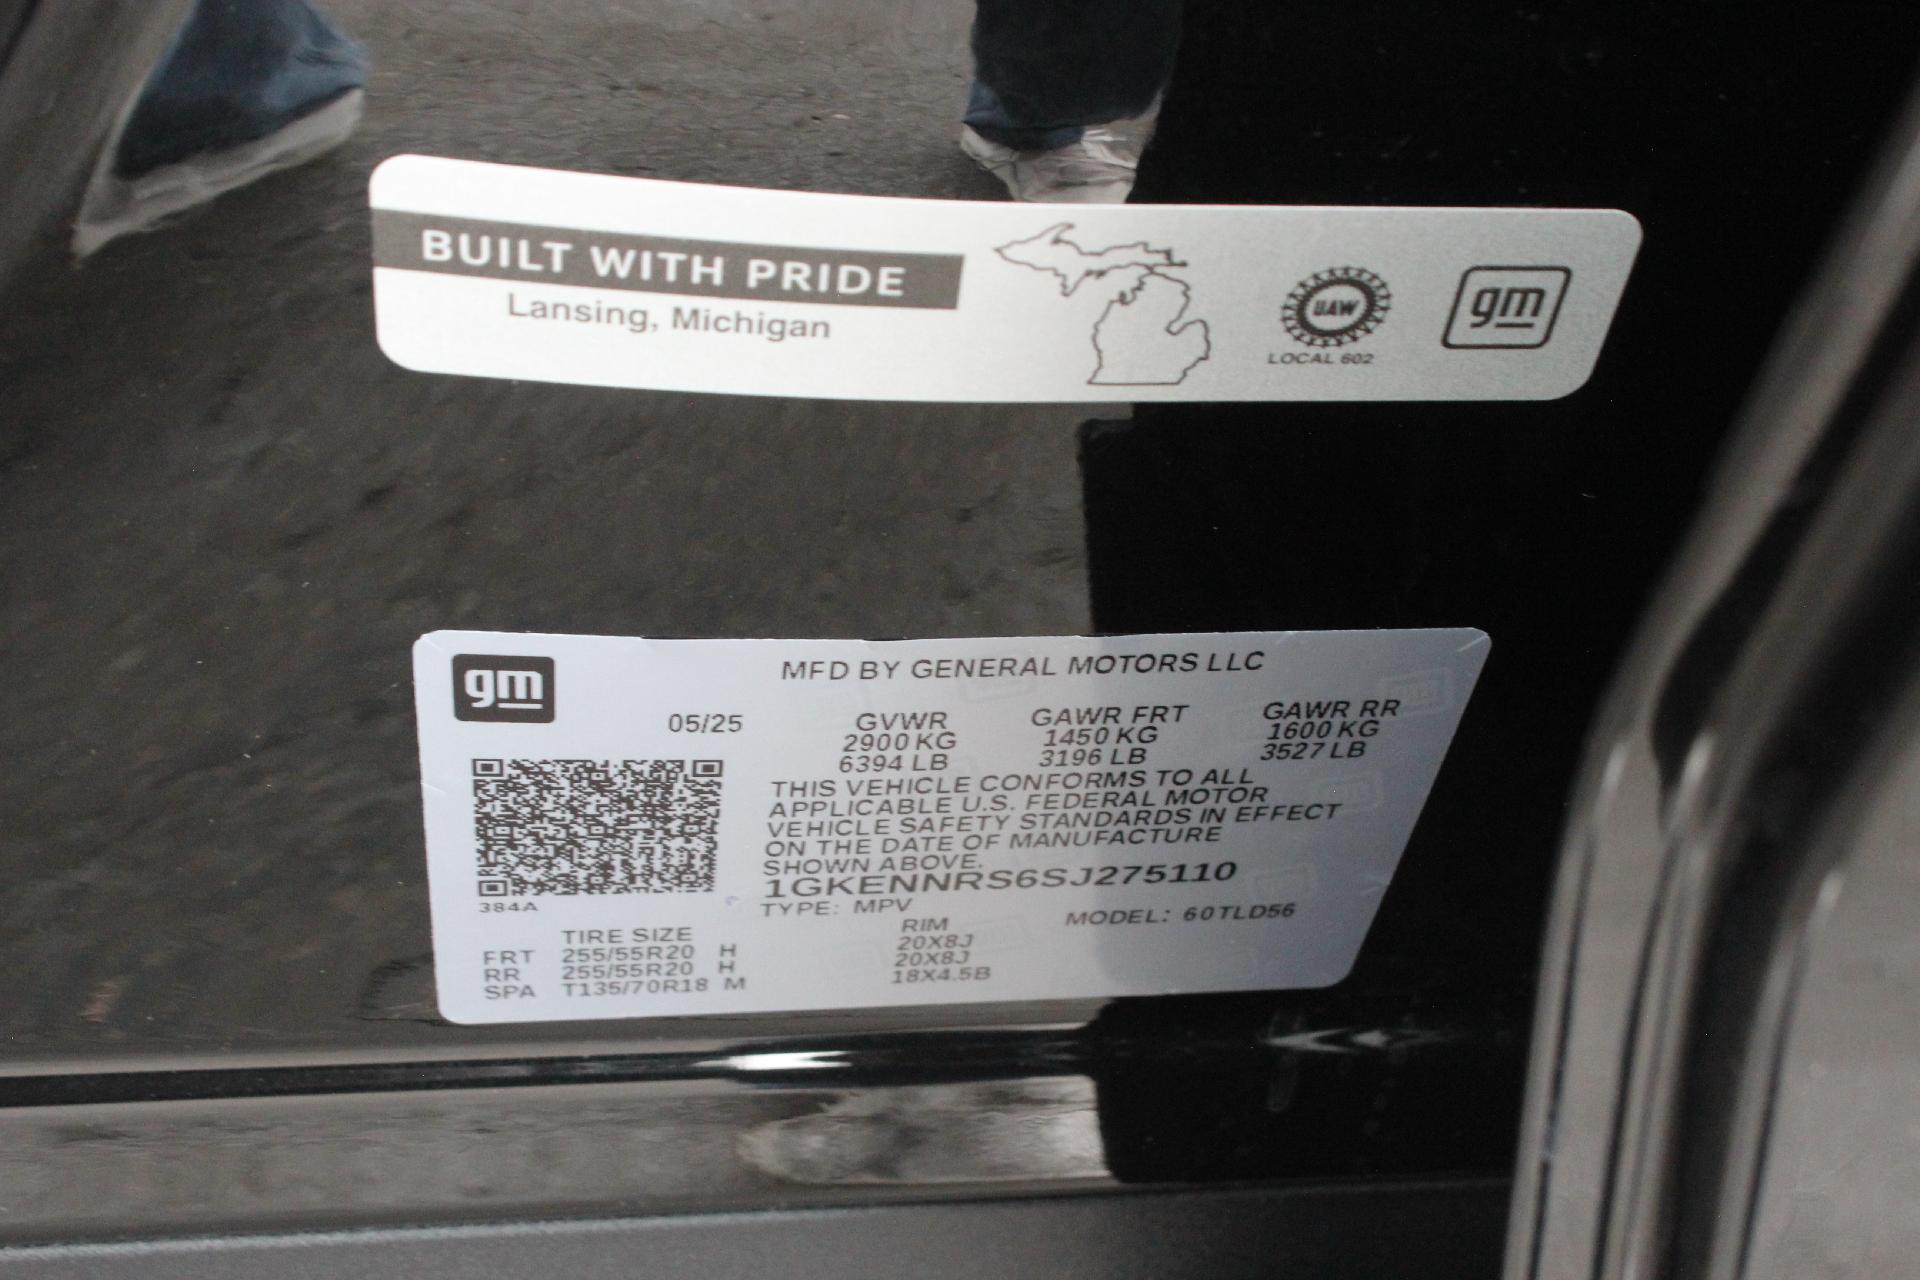 BUILT WITH PRIDE
Lansing, Michigan
UAW
LOCAL 602
gm
gm
MFD BY GENERAL MOTORS LLC
05/25 GVWR GAWR FRT GAWR RR
2900 KG 1450 KG 1600 KG
6394 LB 3196 LB 3527 LB
THIS VEHICLE CONFORMS TO ALL
APPLICABLE U.S. FEDERAL MOTOR
VEHICLE SAFETY STANDARDS IN EFFECT
ON THE DATE OF MANUFACTURE
SHOWN ABOVE.
1GKENNRS6SJ275110
384A
TYPE: MPV MODEL: 60TLD56
TIRE SIZE RIM
FRT 255/55R20 H 20X8J
RR 255/55R20 H 20X8J
SPA T135/70R18 M 18X4.5B